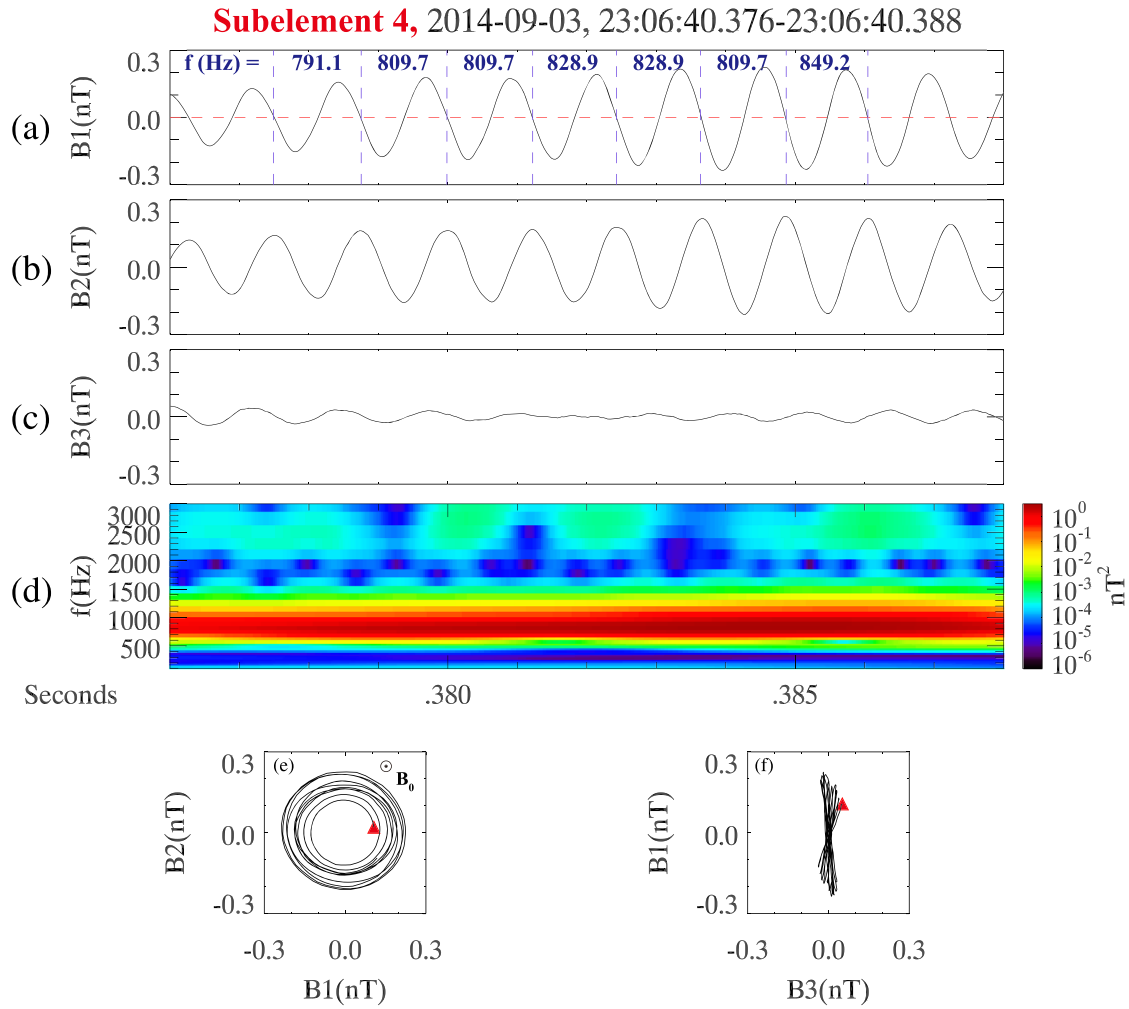 Subelement 4, 2014-09-03, 23:06:40.376-23:06:40.388
(a)
B1(nT)
0.3
0.0
-0.3
f (Hz) = 791.1 809.7 809.7 828.9 828.9 809.7 849.2
(b)
B2(nT)
0.3
0.0
-0.3
(c)
B3(nT)
0.3
0.0
-0.3
(d)
f(Hz)
3000
2500
2000
1500
1000
500
10^0
10^-1
10^-2
10^-3
10^-4
10^-5
10^-6
nT^2
Seconds .380 .385
(e)
B_0
B2(nT)
0.3
0.0
-0.3
-0.3 0.0 0.3
B1(nT)
(f)
B1(nT)
0.3
0.0
-0.3
-0.3 0.0 0.3
B3(nT)